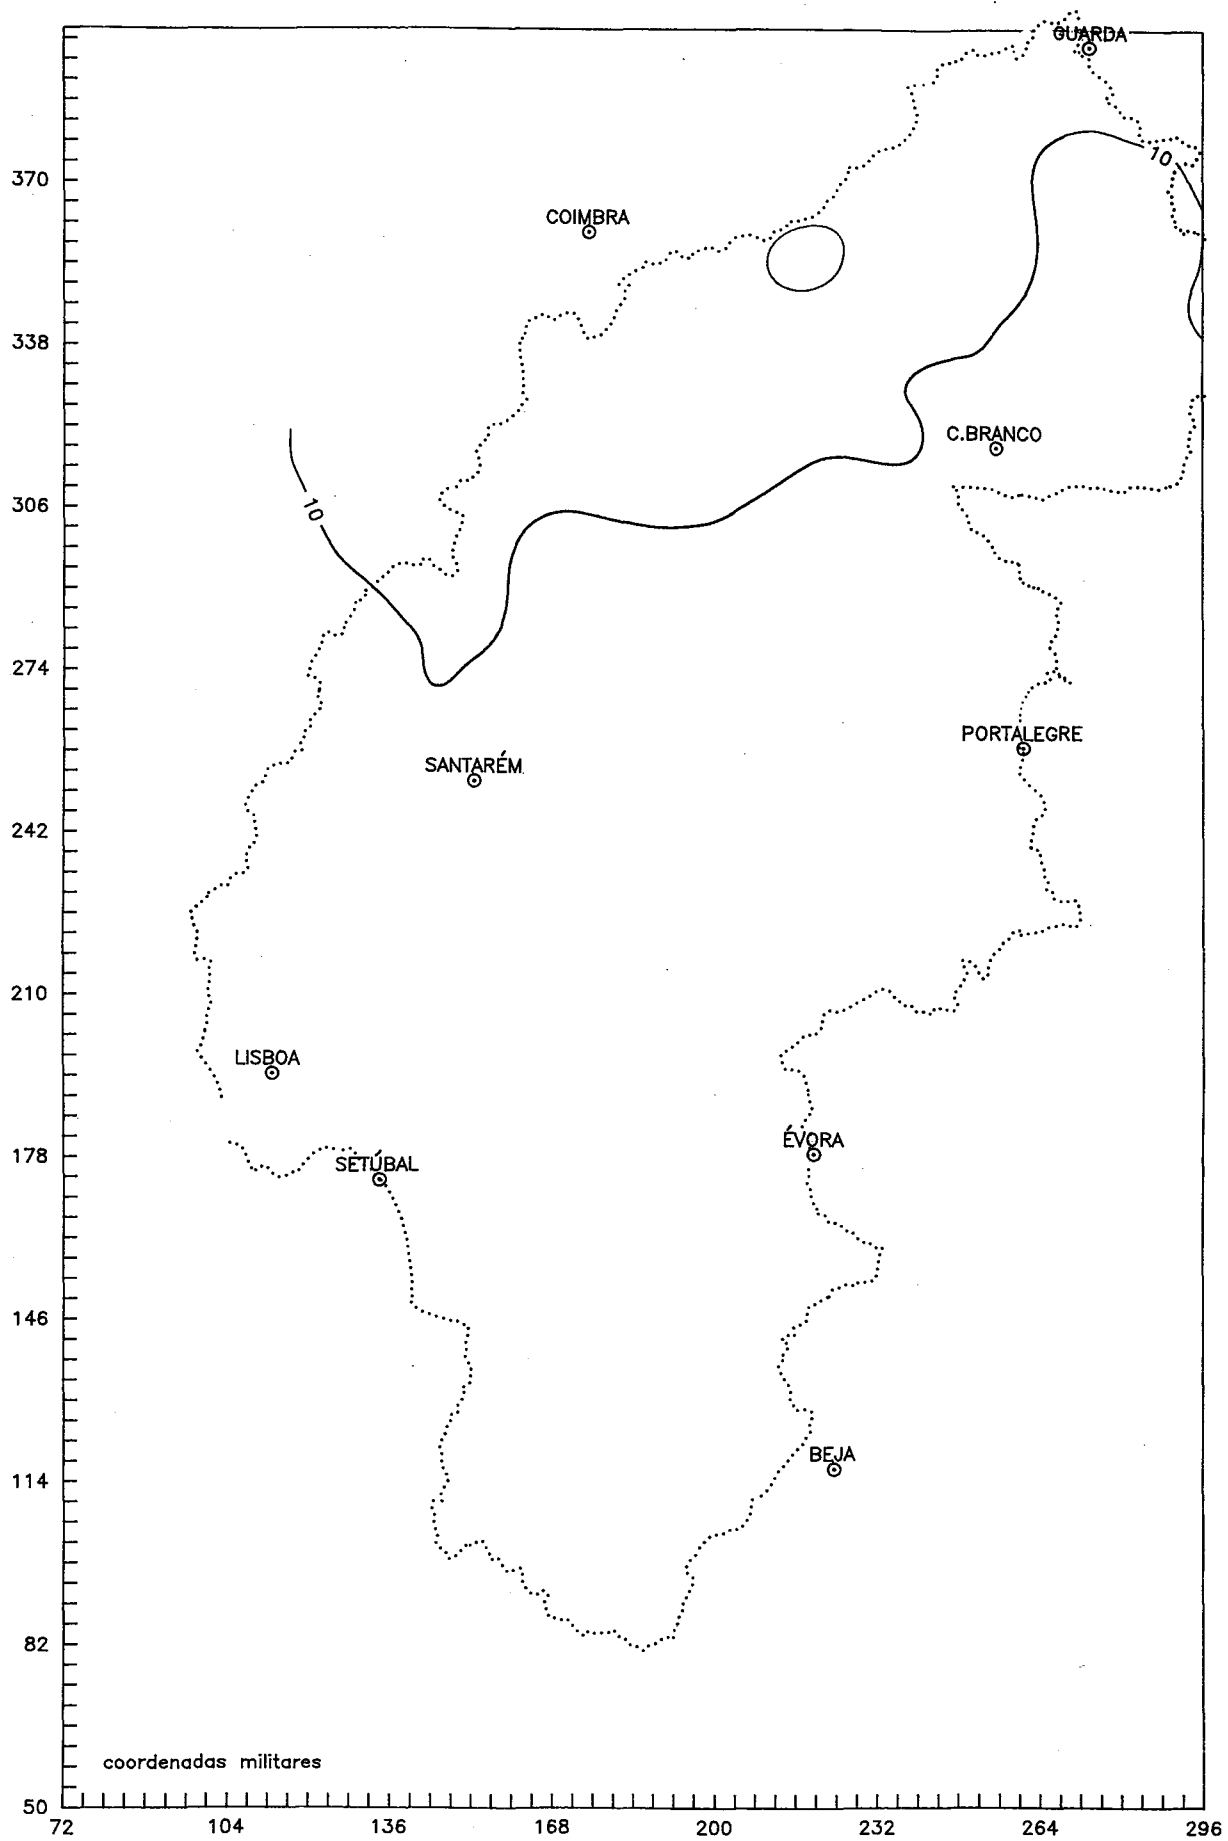 GUARDA
10
370
COIMBRA
338
C.BRANCO
306
10
274
PORTALEGRE
SANTARÉM
242
210
LISBOA
ÉVORA
178
SETÚBAL
146
BEJA
114
82
coordenadas militares
50
72 104 136 168 200 232 264 296